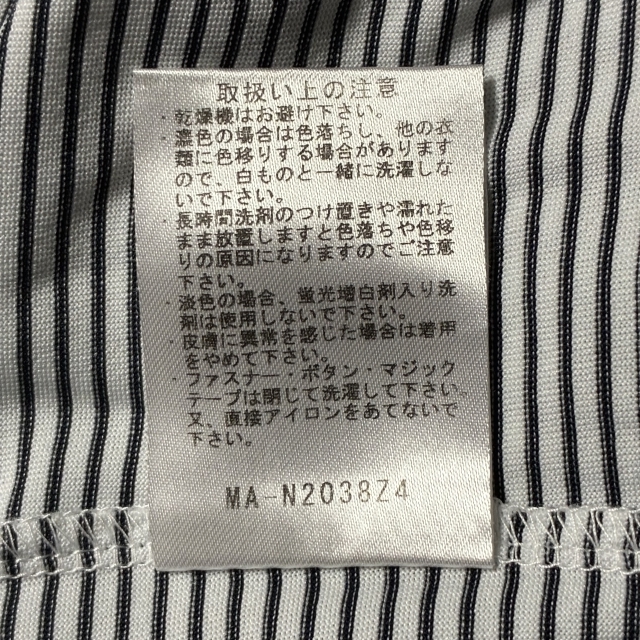 取扱い上の注意
・乾燥機はお避け下さい。
・濃色の場合は色落ちし、他の衣
類に色移りする場合があります
ので、白ものと一緒に洗濯しな
いで下さい。
・長時間洗剤のつけ置きや濡れた
まま放置しますと色落ちや色移
りの原因になりますのでご注意
下さい。
・淡色の場合、蛍光増白剤入り洗
剤は使用しないで下さい。
・皮膚に異常を感じた場合は着用
をやめて下さい。
・ファスナー・ボタン・マジック
テープは閉じて洗濯して下さい。
又、直接アイロンをあてないで
下さい。
MA-N2038Z4